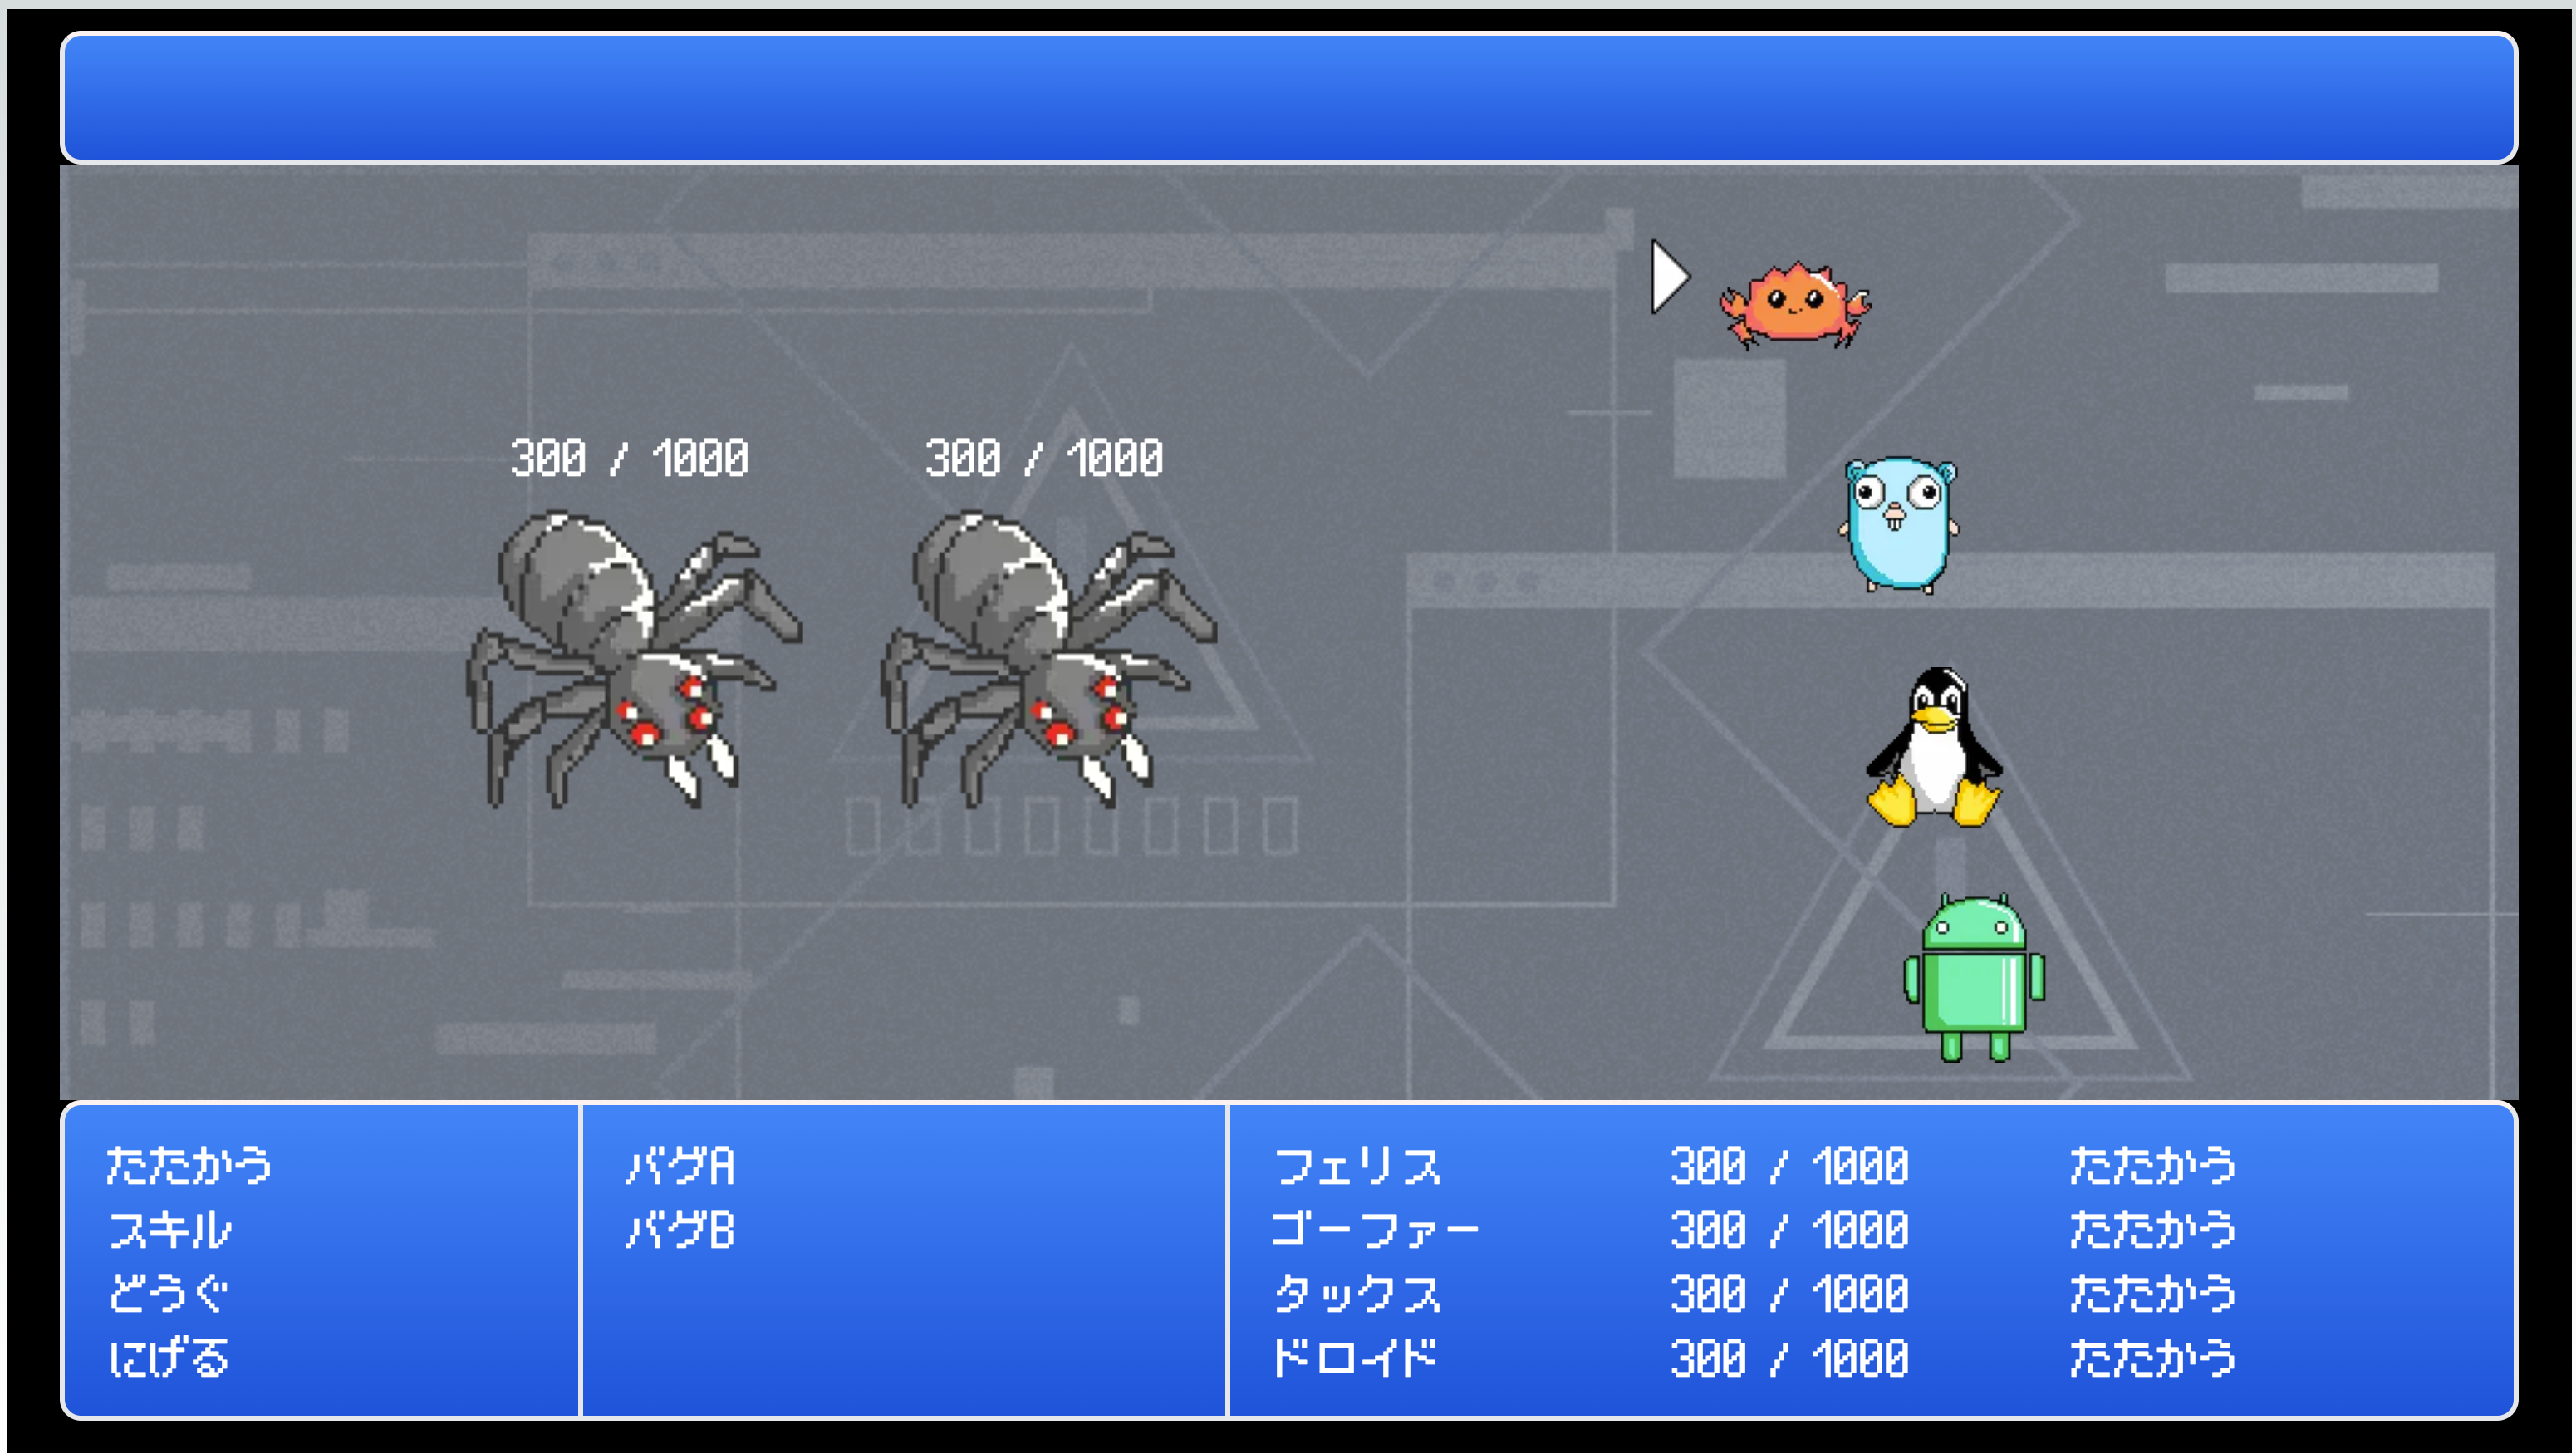 300 / 1000 300 / 1000
たたかう
スキル
どうぐ
にげる
バグA
バグB
フェリス 300 / 1000 たたかう
ゴーファー 300 / 1000 たたかう
タックス 300 / 1000 たたかう
ドロイド 300 / 1000 たたかう